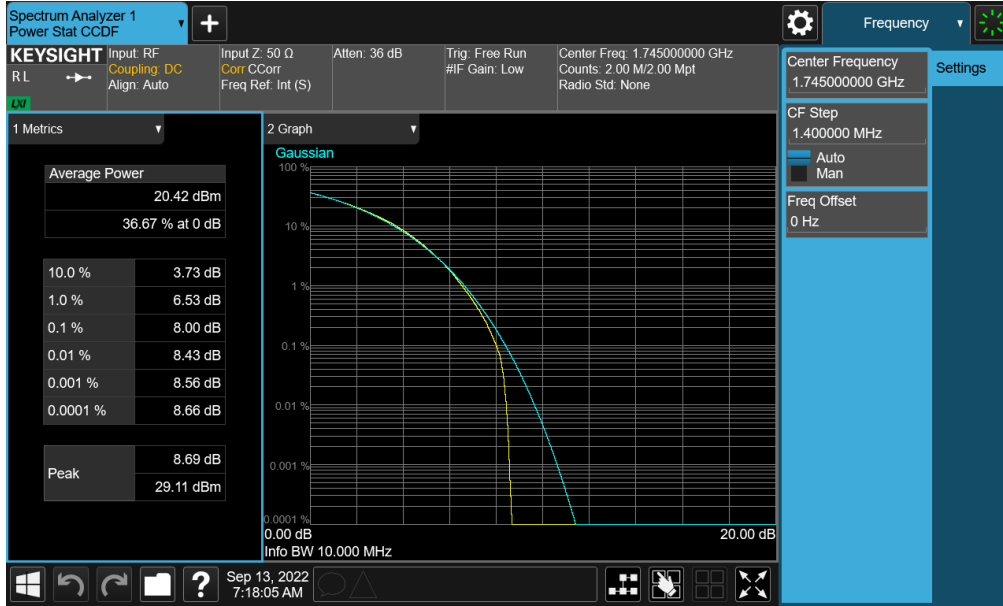 Spectrum Analyzer 1
Power Stat CCDF
Frequency
KEYSIGHT
RL
LXI
Input: RF
Coupling: DC
Align: Auto
Input Z: 50 Ω
Corr CCorr
Freq Ref: Int (S)
Atten: 36 dB
Trig: Free Run
#IF Gain: Low
Center Freq: 1.745000000 GHz
Counts: 2.00 M/2.00 Mpt
Radio Std: None
Center Frequency
1.745000000 GHz
Settings
CF Step
1.400000 MHz
Auto
Man
Freq Offset
0 Hz
1 Metrics
Average Power
20.42 dBm
36.67 % at 0 dB
10.0 % 3.73 dB
1.0 % 6.53 dB
0.1 % 8.00 dB
0.01 % 8.43 dB
0.001 % 8.56 dB
0.0001 % 8.66 dB
Peak
8.69 dB
29.11 dBm
2 Graph
Gaussian
100 %
10 %
1 %
0.1 %
0.01 %
0.001 %
0.0001 %
0.00 dB 20.00 dB
Info BW 10.000 MHz
?
Sep 13, 2022
7:18:05 AM